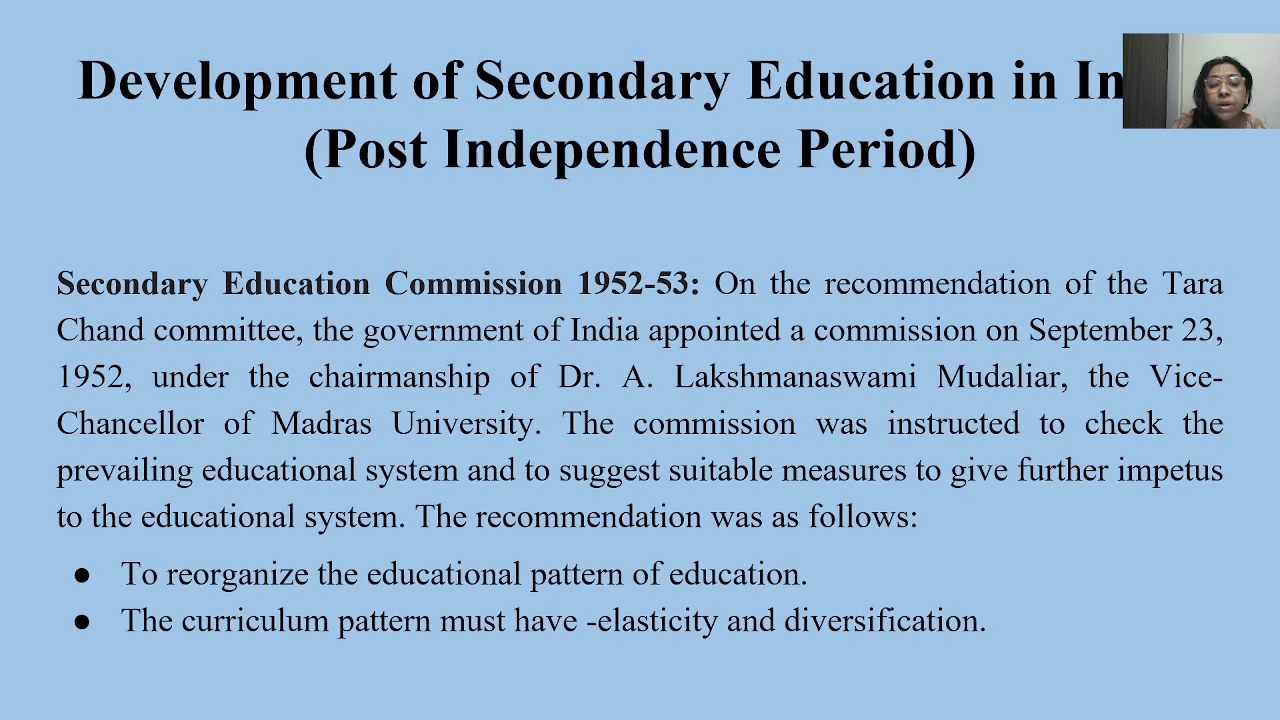 Development of Secondary Education in In
(Post Independence Period)
Secondary Education Commission 1952-53: On the recommendation of the Tara
Chand committee, the government of India appointed a commission on September 23,
1952, under the chairmanship of Dr. A. Lakshmanaswami Mudaliar, the Vice-
Chancellor of Madras University. The commission was instructed to check the
prevailing educational system and to suggest suitable measures to give further impetus
to the educational system. The recommendation was as follows:
● To reorganize the educational pattern of education.
● The curriculum pattern must have -elasticity and diversification.